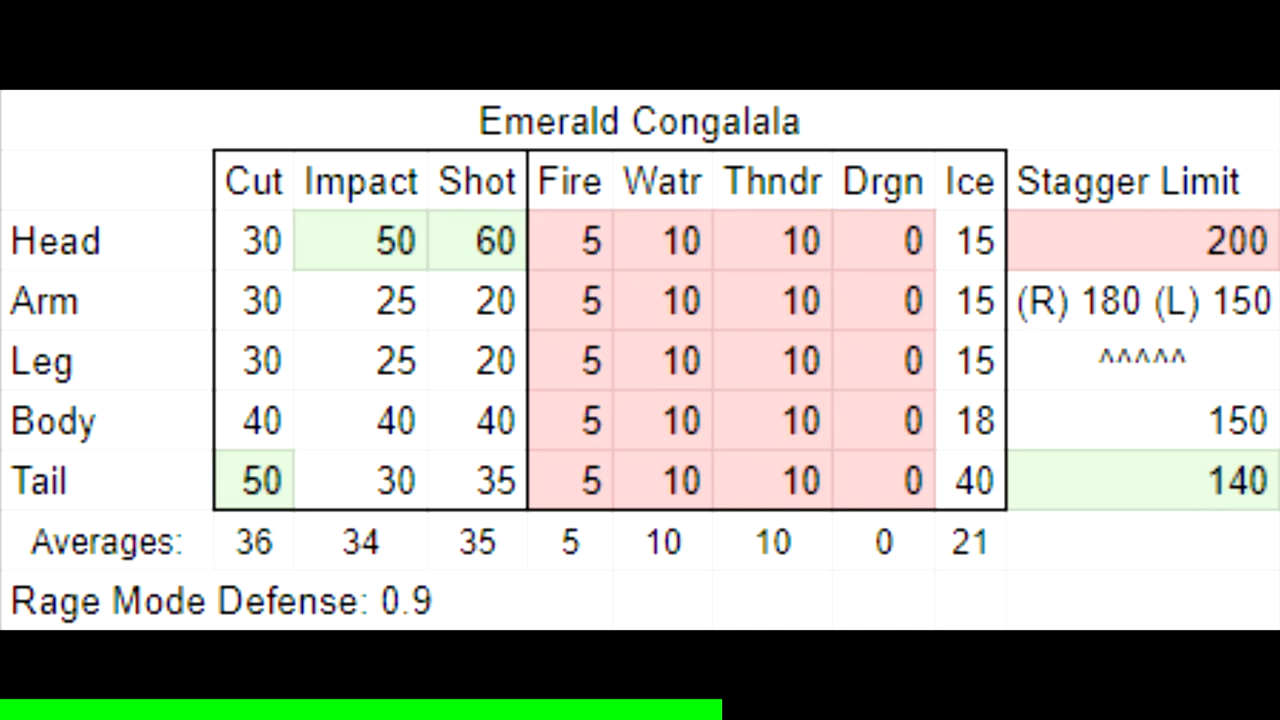 Emerald Congalala
Cut Impact Shot Fire Watr Thndr Drgn Ice Stagger Limit
Head 30 50 60 5 10 10 0 15 200
Arm 30 25 20 5 10 10 0 15 (R) 180 (L) 150
Leg 30 25 20 5 10 10 0 15 ^^^^^
Body 40 40 40 5 10 10 0 18 150
Tail 50 30 35 5 10 10 0 40 140
Averages: 36 34 35 5 10 10 0 21
Rage Mode Defense: 0.9